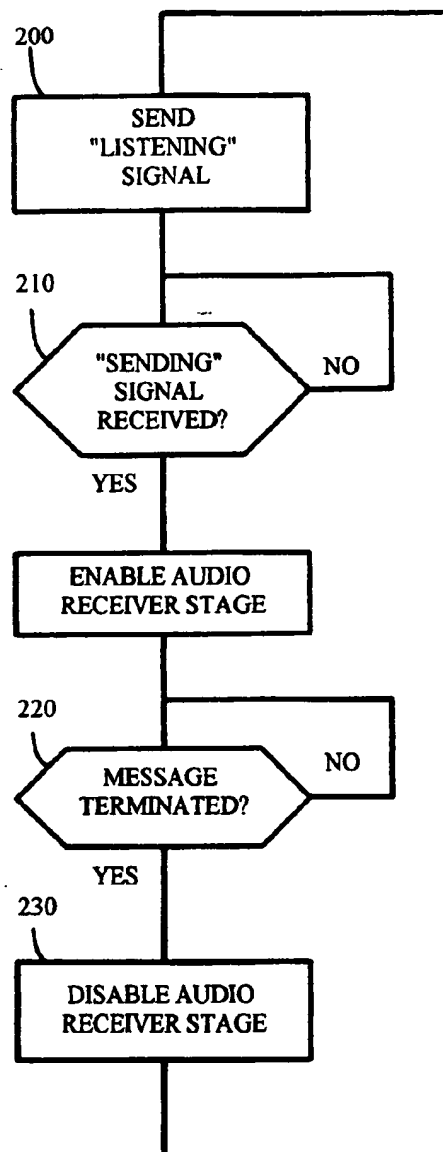 200
SEND
"LISTENING"
SIGNAL
210
"SENDING"
SIGNAL
RECEIVED?
NO
YES
ENABLE AUDIO
RECEIVER STAGE
220
MESSAGE
TERMINATED?
NO
YES
230
DISABLE AUDIO
RECEIVER STAGE